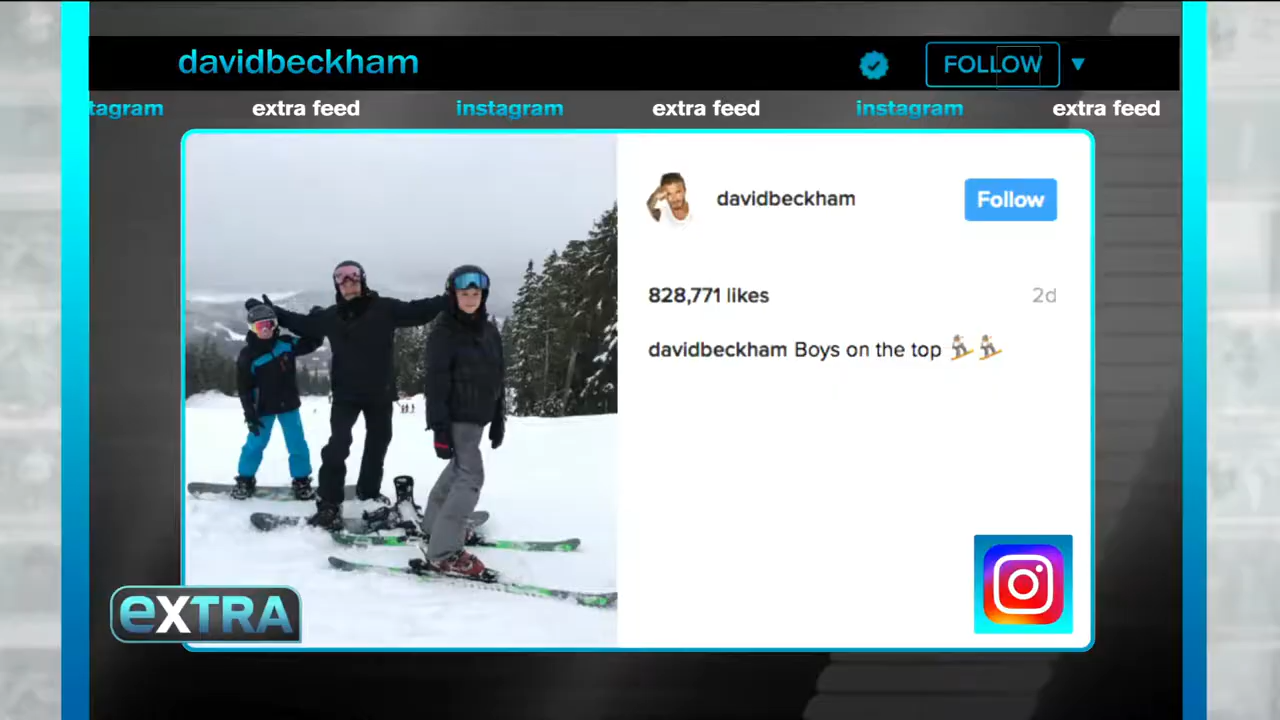 davidbeckham
FOLLOW
tagram extra feed instagram extra feed instagram extra feed
davidbeckham
Follow
828,771 likes
2d
davidbeckham Boys on the top 🏂🏂
eXTRA